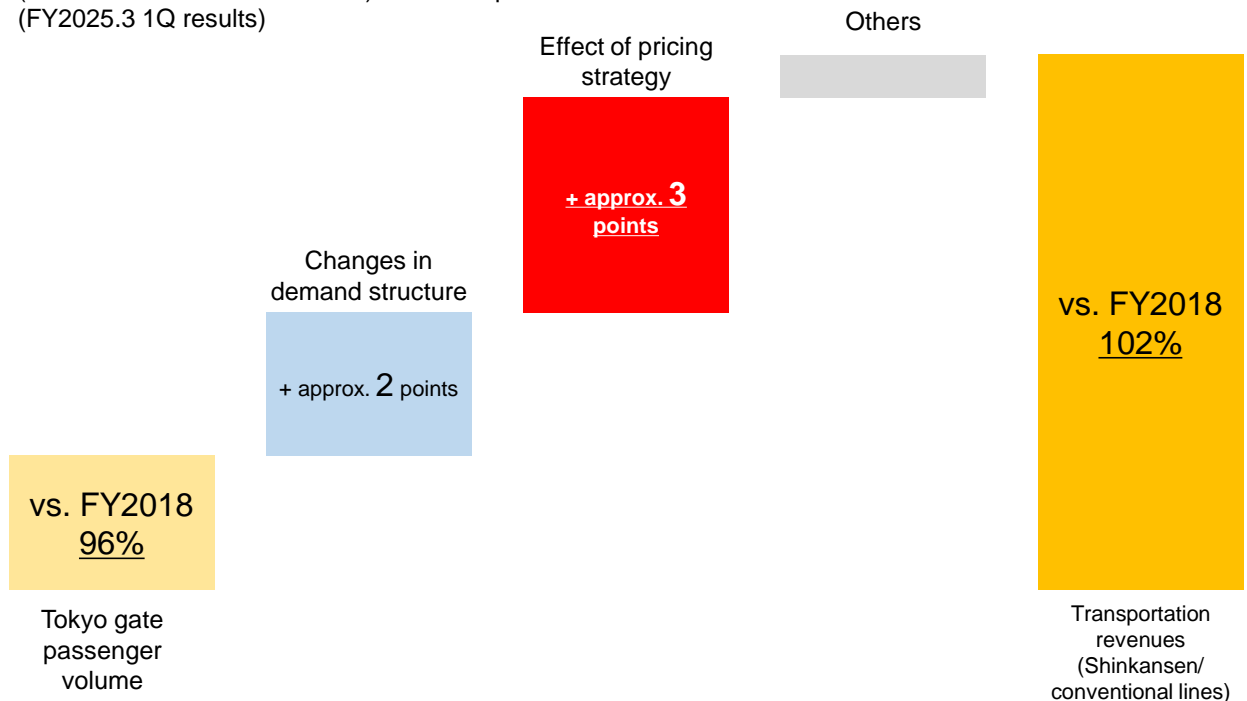 (FY2025.3 1Q results)
Others
Effect of pricing
strategy
+ approx. 3
points
Changes in
demand structure
+ approx. 2 points
vs. FY2018
102%
vs. FY2018
96%
Tokyo gate
passenger
volume
Transportation
revenues
(Shinkansen/
conventional lines)